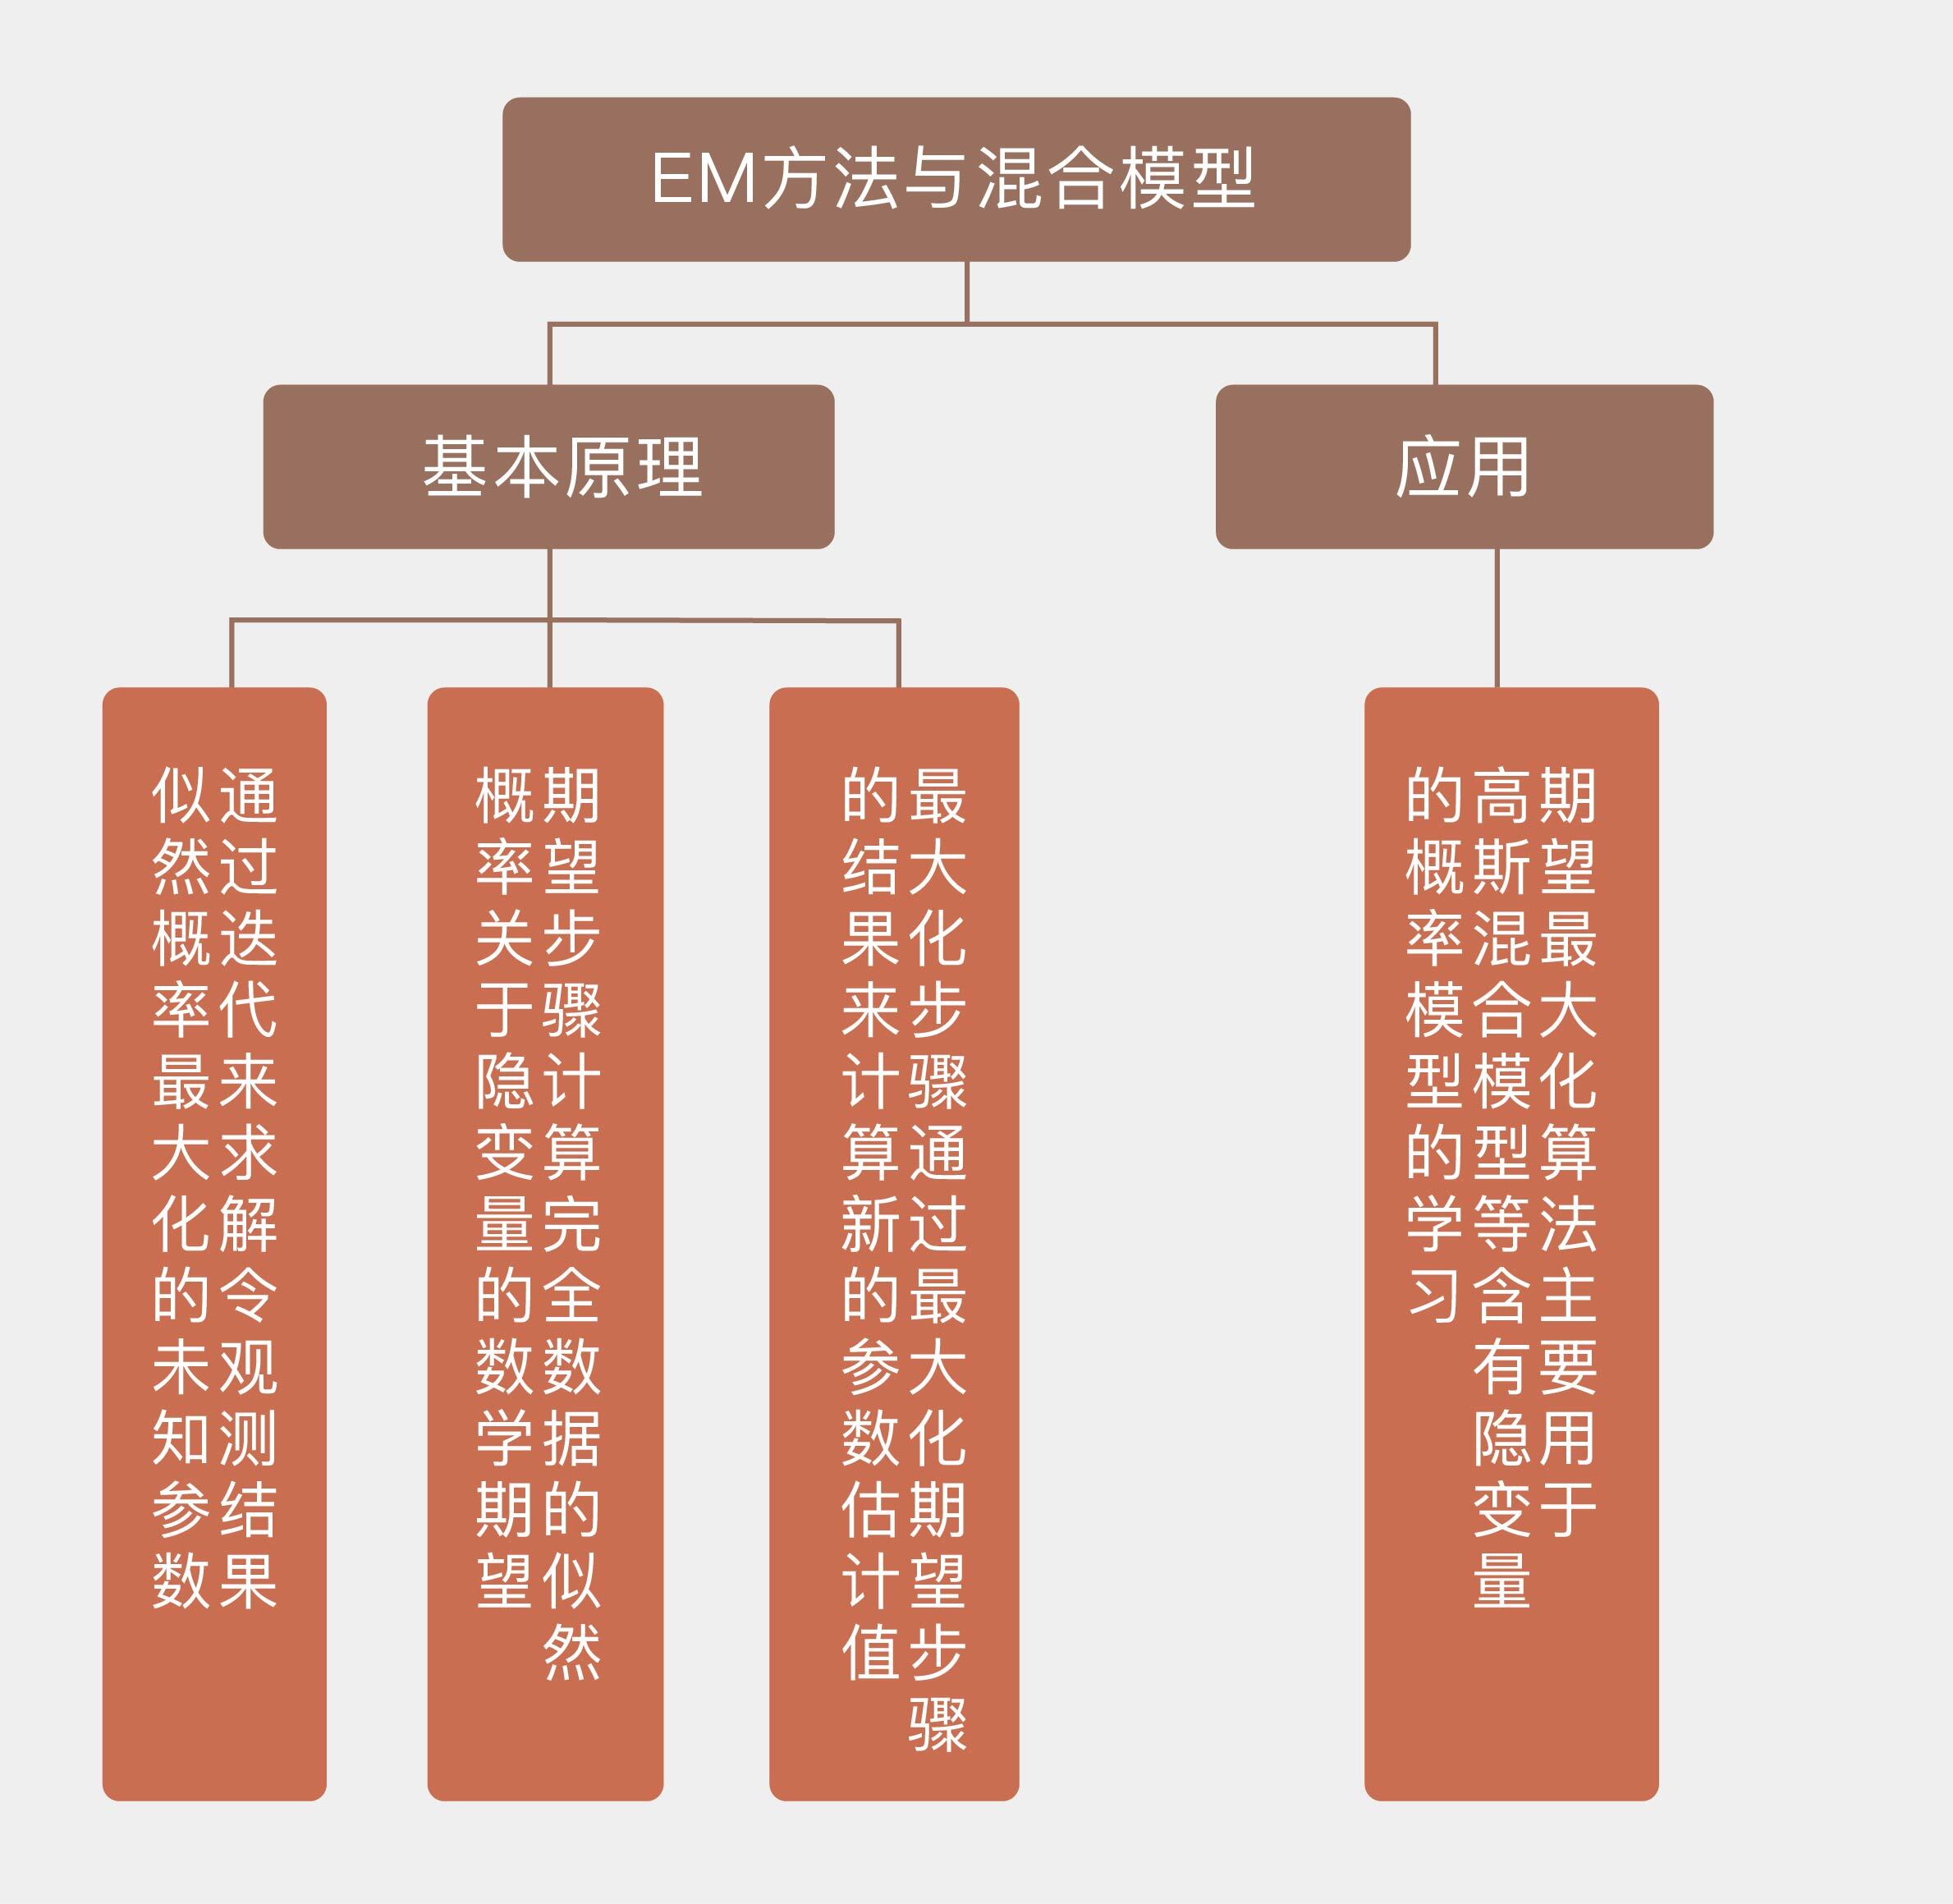 EM方法与混合模型
基本原理
应用
通过迭代来求解令观测结果
似然概率最大化的未知参数
期望步骤计算完全数据的似然
概率关于隐变量的数学期望
最大化步骤通过最大化期望步骤
的结果来计算新的参数估计值
期望最大化算法主要用于
高斯混合模型等含有隐变量
的概率模型的学习